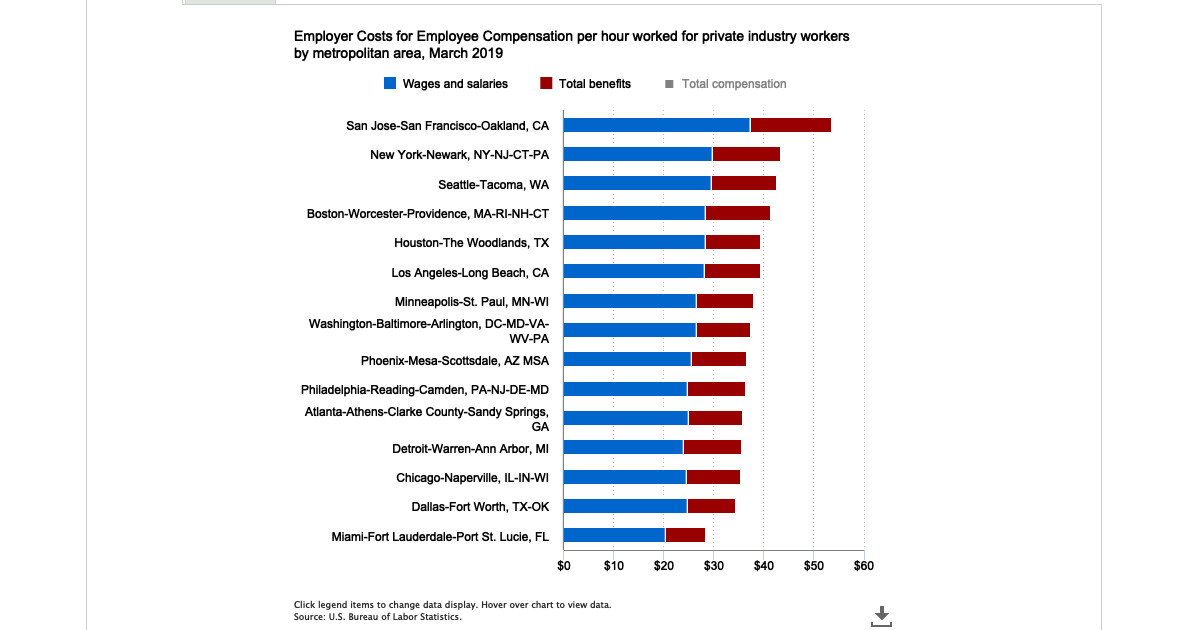 Employer Costs for Employee Compensation per hour worked for private industry workers
by metropolitan area, March 2019
Wages and salaries
Total benefits
Total compensation
San Jose-San Francisco-Oakland, CA
New York-Newark, NY-NJ-CT-PA
Seattle-Tacoma, WA
Boston-Worcester-Providence, MA-RI-NH-CT
Houston-The Woodlands, TX
Los Angeles-Long Beach, CA
Minneapolis-St. Paul, MN-WI
Washington-Baltimore-Arlington, DC-MD-VA-
WV-PA
Phoenix-Mesa-Scottsdale, AZ MSA
Philadelphia-Reading-Camden, PA-NJ-DE-MD
Atlanta-Athens-Clarke County-Sandy Springs,
GA
Detroit-Warren-Ann Arbor, MI
Chicago-Naperville, IL-IN-WI
Dallas-Fort Worth, TX-OK
Miami-Fort Lauderdale-Port St. Lucie, FL
$0 $10 $20 $30 $40 $50 $60
Click legend items to change data display. Hover over chart to view data.
Source: U.S. Bureau of Labor Statistics.